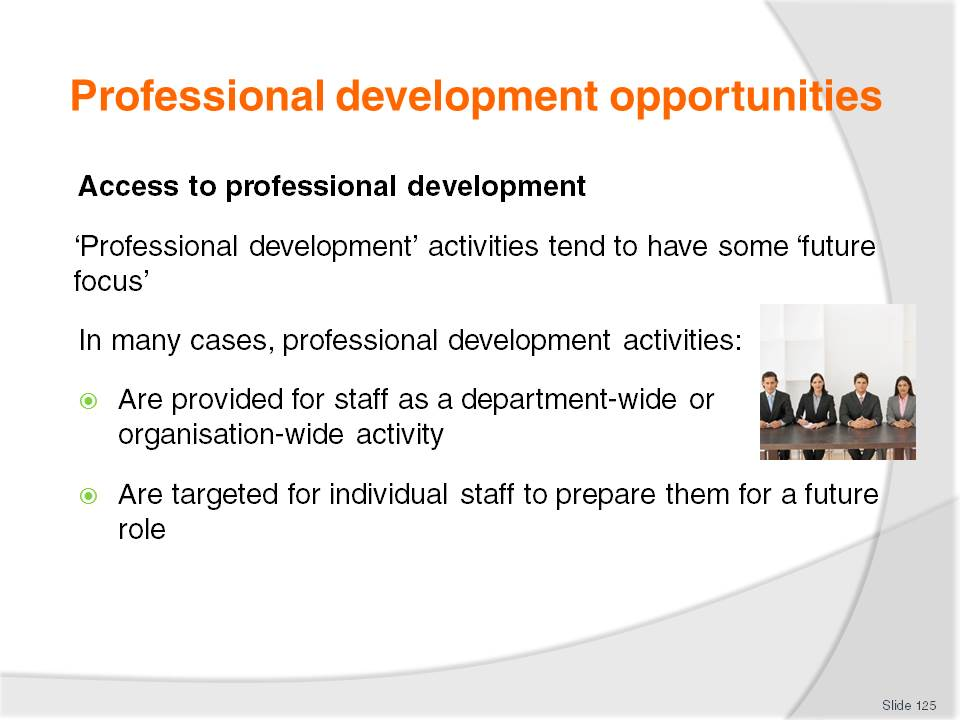 Professional development opportunities
Access to professional development
‘Professional development’ activities tend to have some ‘future
focus’
In many cases, professional development activities:
Are provided for staff as a department-wide or
organisation-wide activity
Are targeted for individual staff to prepare them for a future
role
Slide 125